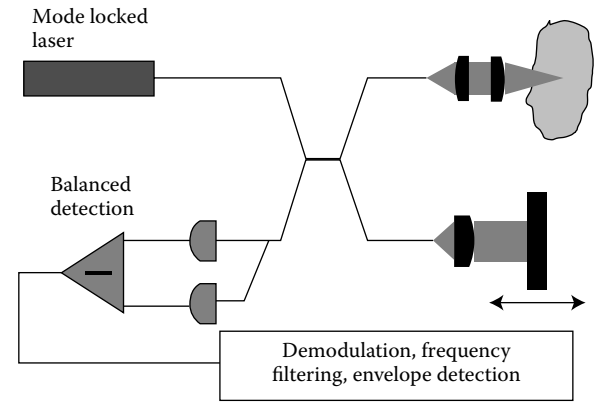 Mode locked
laser
Balanced
detection
Demodulation, frequency
filtering, envelope detection